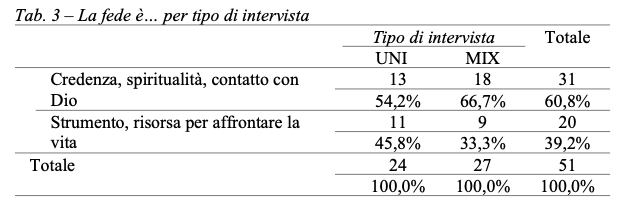 Tab. 3 – La fede è… per tipo di intervista
Tipo di intervista Totale
UNI MIX
Credenza, spiritualità, contatto con 13 18 31
Dio 54,2% 66,7% 60,8%
Strumento, risorsa per affrontare la 11 9 20
vita 45,8% 33,3% 39,2%
Totale 24 27 51
100,0% 100,0% 100,0%